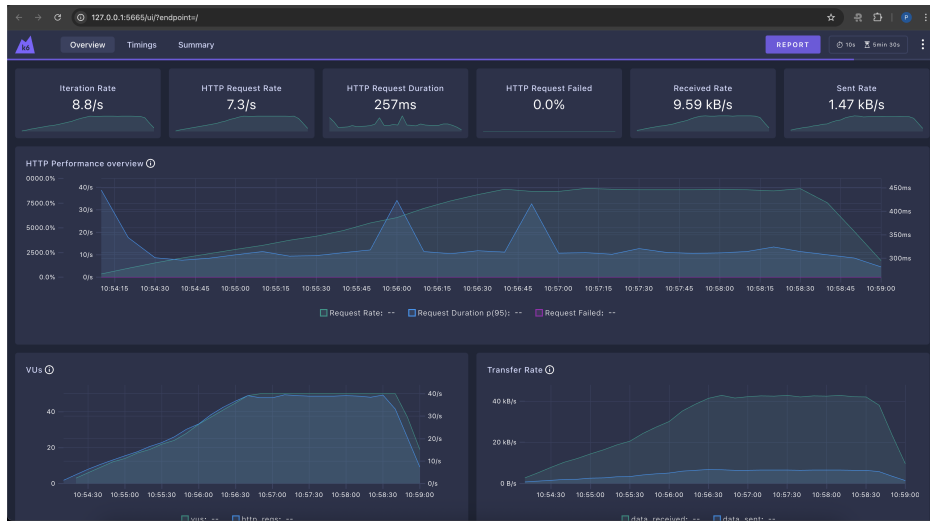 127.0.0.1:5665/ui/?endpoint=/
P
k6
Overview Timings Summary
REPORT
10s 5min 30s
Iteration Rate
8.8/s
HTTP Request Rate
7.3/s
HTTP Request Duration
257ms
HTTP Request Failed
0.0%
Received Rate
9.59 kB/s
Sent Rate
1.47 kB/s
HTTP Performance overview
0000.0%
7500.0%
5000.0%
2500.0%
0.0%
40/s
30/s
20/s
10/s
0/s
450ms
400ms
350ms
300ms
10:54:15 10:54:30 10:54:45 10:55:00 10:55:15 10:55:30 10:55:45 10:56:00 10:56:15 10:56:30 10:56:45 10:57:00 10:57:15 10:57:30 10:57:45 10:58:00 10:58:15 10:58:30 10:58:45 10:59:00
Request Rate: -- Request Duration p(95): -- Request Failed: --
VUs
40
20
0
40/s
30/s
20/s
10/s
0/s
10:54:30 10:55:00 10:55:30 10:56:00 10:56:30 10:57:00 10:57:30 10:58:00 10:58:30 10:59:00
vus: -- http_reqs: --
Transfer Rate
40 kB/s
20 kB/s
0 B/s
10:54:30 10:55:00 10:55:30 10:56:00 10:56:30 10:57:00 10:57:30 10:58:00 10:58:30 10:59:00
data_received: -- data_sent: --